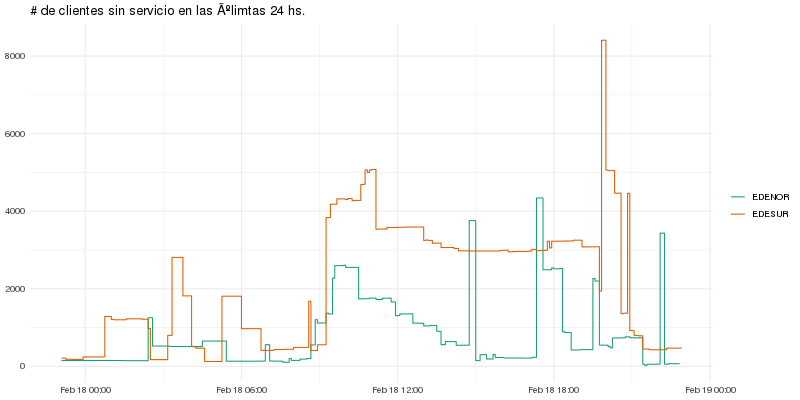 # de clientes sin servicio en las Ãºlimtas 24 hs.
8000
6000
4000
2000
0
Feb 18 00:00
Feb 18 06:00
Feb 18 12:00
Feb 18 18:00
Feb 19 00:00
EDENOR
EDESUR